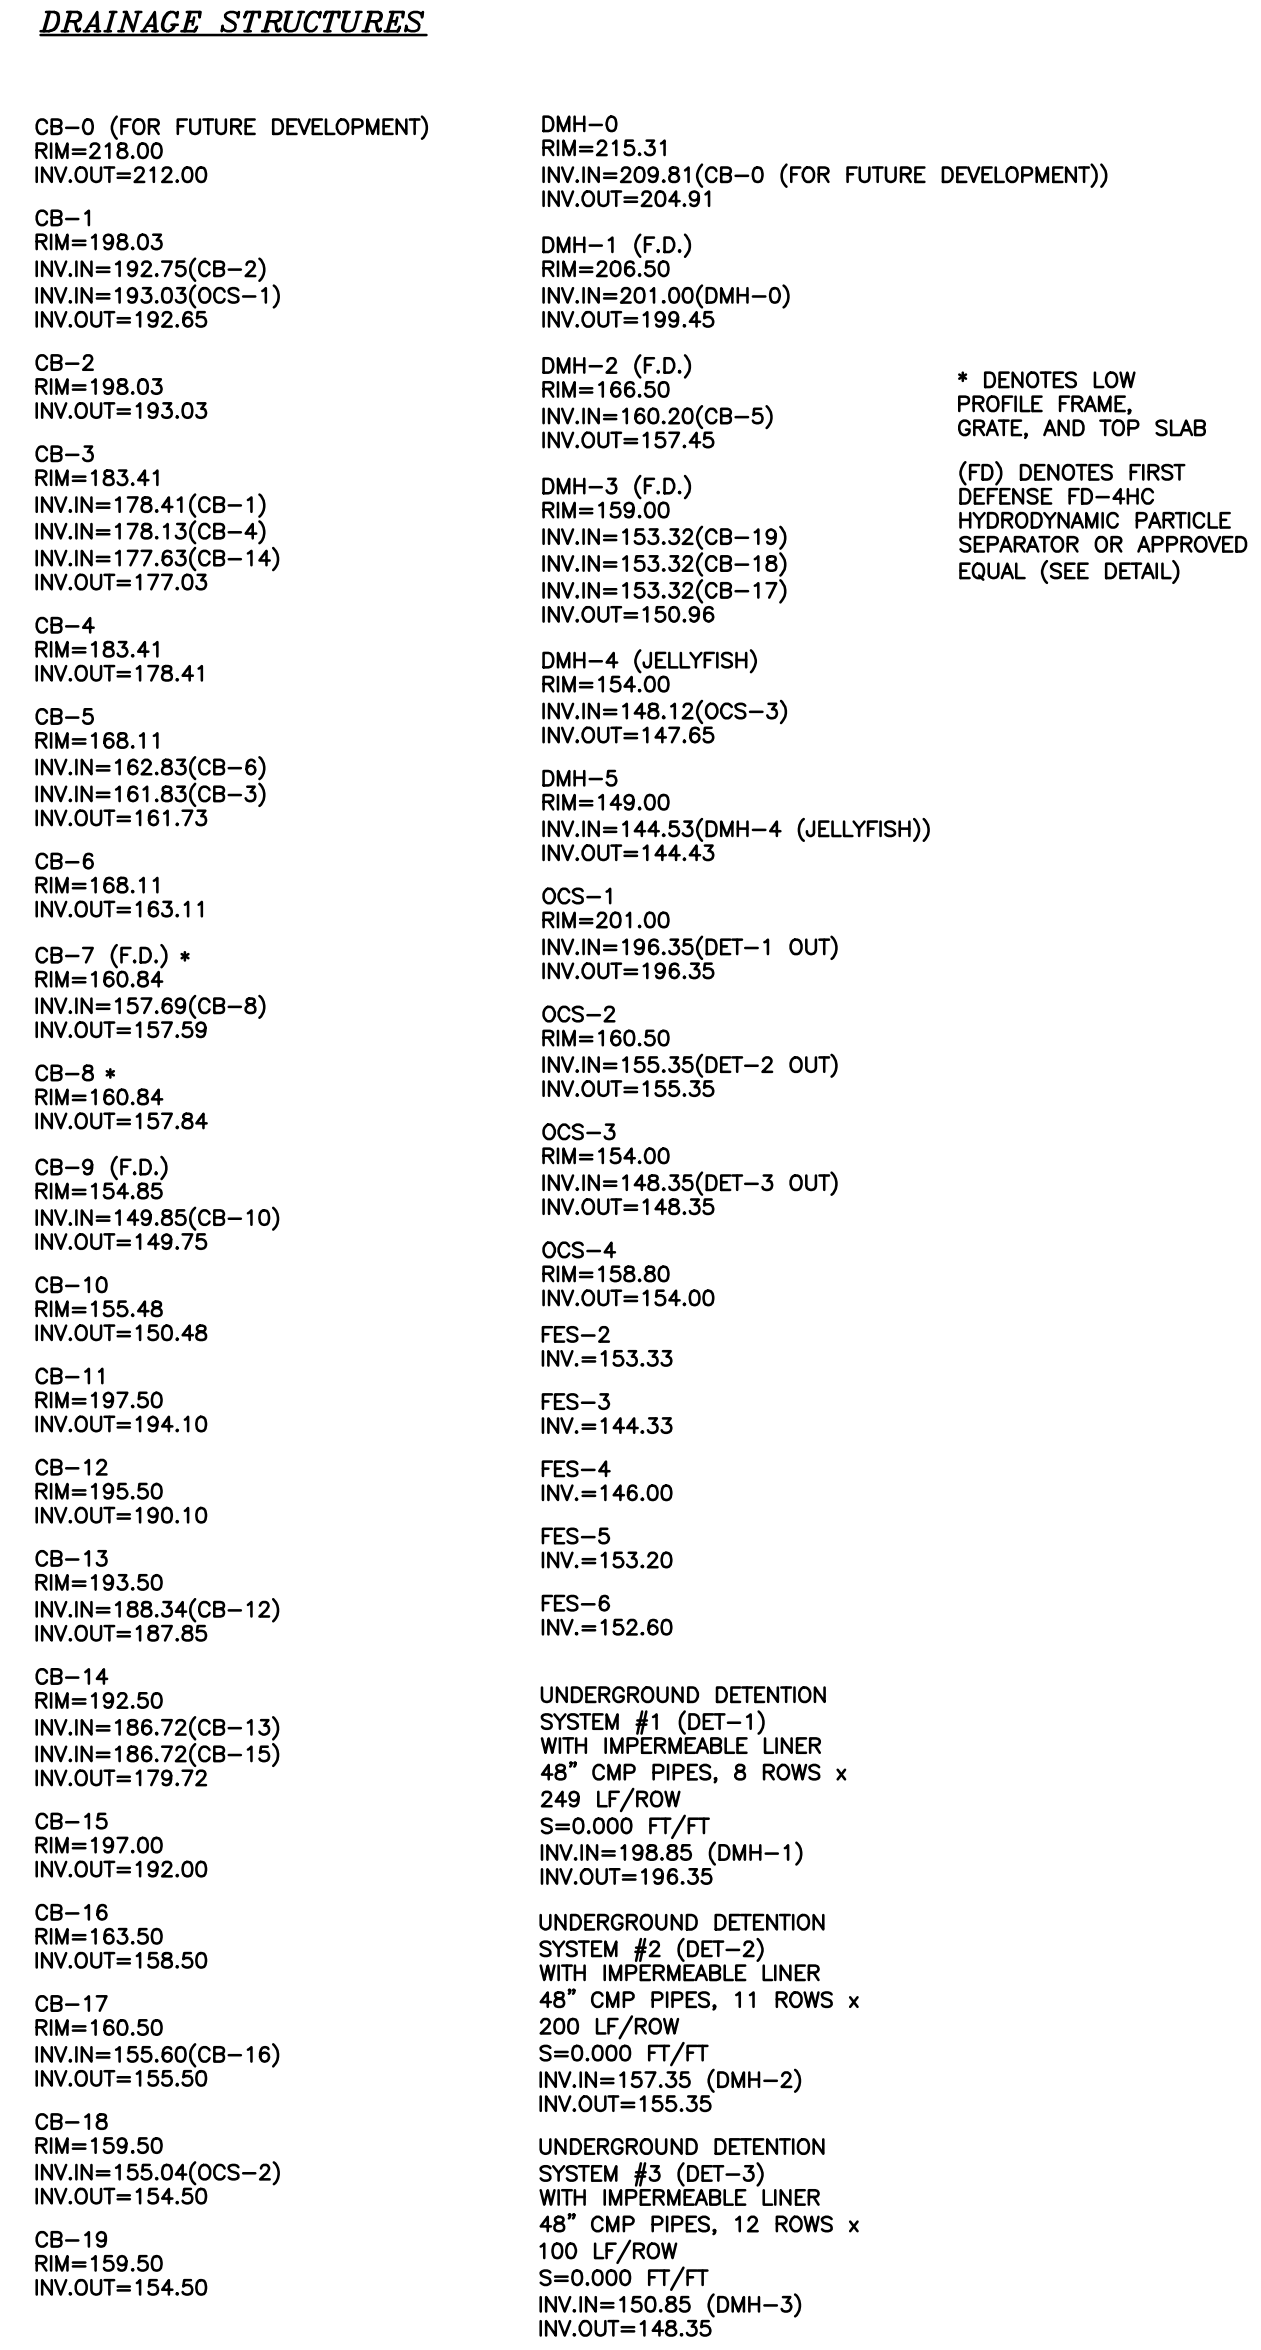 DRAINAGE STRUCTURES
CB-0 (FOR FUTURE DEVELOPMENT)
RIM=218.00
INV.OUT=212.00
CB-1
RIM=198.03
INV.IN=192.75(CB-2)
INV.IN=193.03(OCS-1)
INV.OUT=192.65
CB-2
RIM=198.03
INV.OUT=193.03
CB-3
RIM=183.41
INV.IN=178.41(CB-1)
INV.IN=178.13(CB-4)
INV.IN=177.63(CB-14)
INV.OUT=177.03
CB-4
RIM=183.41
INV.OUT=178.41
CB-5
RIM=168.11
INV.IN=162.83(CB-6)
INV.IN=161.83(CB-3)
INV.OUT=161.73
CB-6
RIM=168.11
INV.OUT=163.11
CB-7 (F.D.) *
RIM=160.84
INV.IN=157.69(CB-8)
INV.OUT=157.59
CB-8 *
RIM=160.84
INV.OUT=157.84
CB-9 (F.D.)
RIM=154.85
INV.IN=149.85(CB-10)
INV.OUT=149.75
CB-10
RIM=155.48
INV.OUT=150.48
CB-11
RIM=197.50
INV.OUT=194.10
CB-12
RIM=195.50
INV.OUT=190.10
CB-13
RIM=193.50
INV.IN=188.34(CB-12)
INV.OUT=187.85
CB-14
RIM=192.50
INV.IN=186.72(CB-13)
INV.IN=186.72(CB-15)
INV.OUT=179.72
CB-15
RIM=197.00
INV.OUT=192.00
CB-16
RIM=163.50
INV.OUT=158.50
CB-17
RIM=160.50
INV.IN=155.60(CB-16)
INV.OUT=155.50
CB-18
RIM=159.50
INV.IN=155.04(OCS-2)
INV.OUT=154.50
CB-19
RIM=159.50
INV.OUT=154.50
DMH-0
RIM=215.31
INV.IN=209.81(CB-0 (FOR FUTURE DEVELOPMENT))
INV.OUT=204.91
DMH-1 (F.D.)
RIM=206.50
INV.IN=201.00(DMH-0)
INV.OUT=199.45
DMH-2 (F.D.)
RIM=166.50
INV.IN=160.20(CB-5)
INV.OUT=157.45
DMH-3 (F.D.)
RIM=159.00
INV.IN=153.32(CB-19)
INV.IN=153.32(CB-18)
INV.IN=153.32(CB-17)
INV.OUT=150.96
DMH-4 (JELLYFISH)
RIM=154.00
INV.IN=148.12(OCS-3)
INV.OUT=147.65
DMH-5
RIM=149.00
INV.IN=144.53(DMH-4 (JELLYFISH))
INV.OUT=144.43
OCS-1
RIM=201.00
INV.IN=196.35(DET-1 OUT)
INV.OUT=196.35
OCS-2
RIM=160.50
INV.IN=155.35(DET-2 OUT)
INV.OUT=155.35
OCS-3
RIM=154.00
INV.IN=148.35(DET-3 OUT)
INV.OUT=148.35
OCS-4
RIM=158.80
INV.OUT=154.00
FES-2
INV.=153.33
FES-3
INV.=144.33
FES-4
INV.=146.00
FES-5
INV.=153.20
FES-6
INV.=152.60
UNDERGROUND DETENTION
SYSTEM #1 (DET-1)
WITH IMPERMEABLE LINER
48" CMP PIPES, 8 ROWS x
249 LF/ROW
S=0.000 FT/FT
INV.IN=198.85 (DMH-1)
INV.OUT=196.35
UNDERGROUND DETENTION
SYSTEM #2 (DET-2)
WITH IMPERMEABLE LINER
48" CMP PIPES, 11 ROWS x
200 LF/ROW
S=0.000 FT/FT
INV.IN=157.35 (DMH-2)
INV.OUT=155.35
UNDERGROUND DETENTION
SYSTEM #3 (DET-3)
WITH IMPERMEABLE LINER
48" CMP PIPES, 12 ROWS x
100 LF/ROW
S=0.000 FT/FT
INV.IN=150.85 (DMH-3)
INV.OUT=148.35
* DENOTES LOW
PROFILE FRAME,
GRATE, AND TOP SLAB
(FD) DENOTES FIRST
DEFENSE FD-4HC
HYDRODYNAMIC PARTICLE
SEPARATOR OR APPROVED
EQUAL (SEE DETAIL)